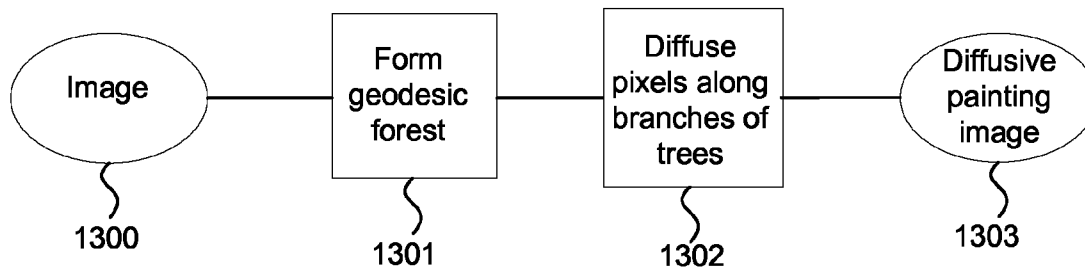 Image
Form
geodesic
forest
Diffuse
pixels along
branches of
trees
Diffusive
painting
image
1300
1301
1302
1303